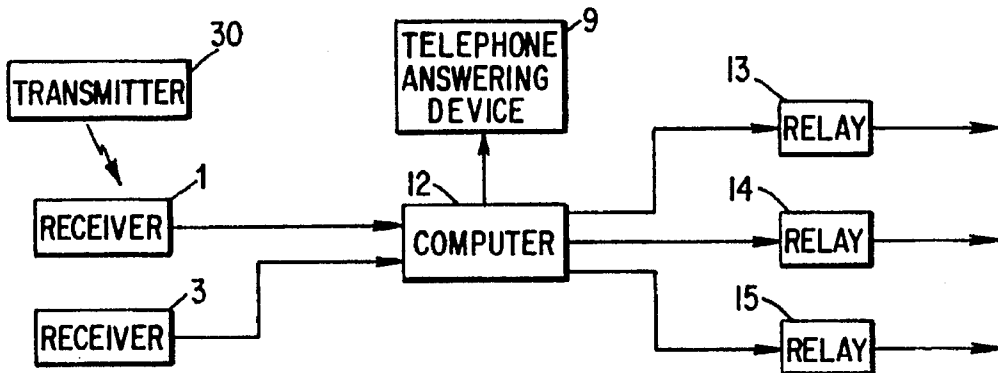 30
TRANSMITTER
9
TELEPHONE
ANSWERING
DEVICE
13
RELAY
1
RECEIVER
12
COMPUTER
14
RELAY
3
RECEIVER
15
RELAY